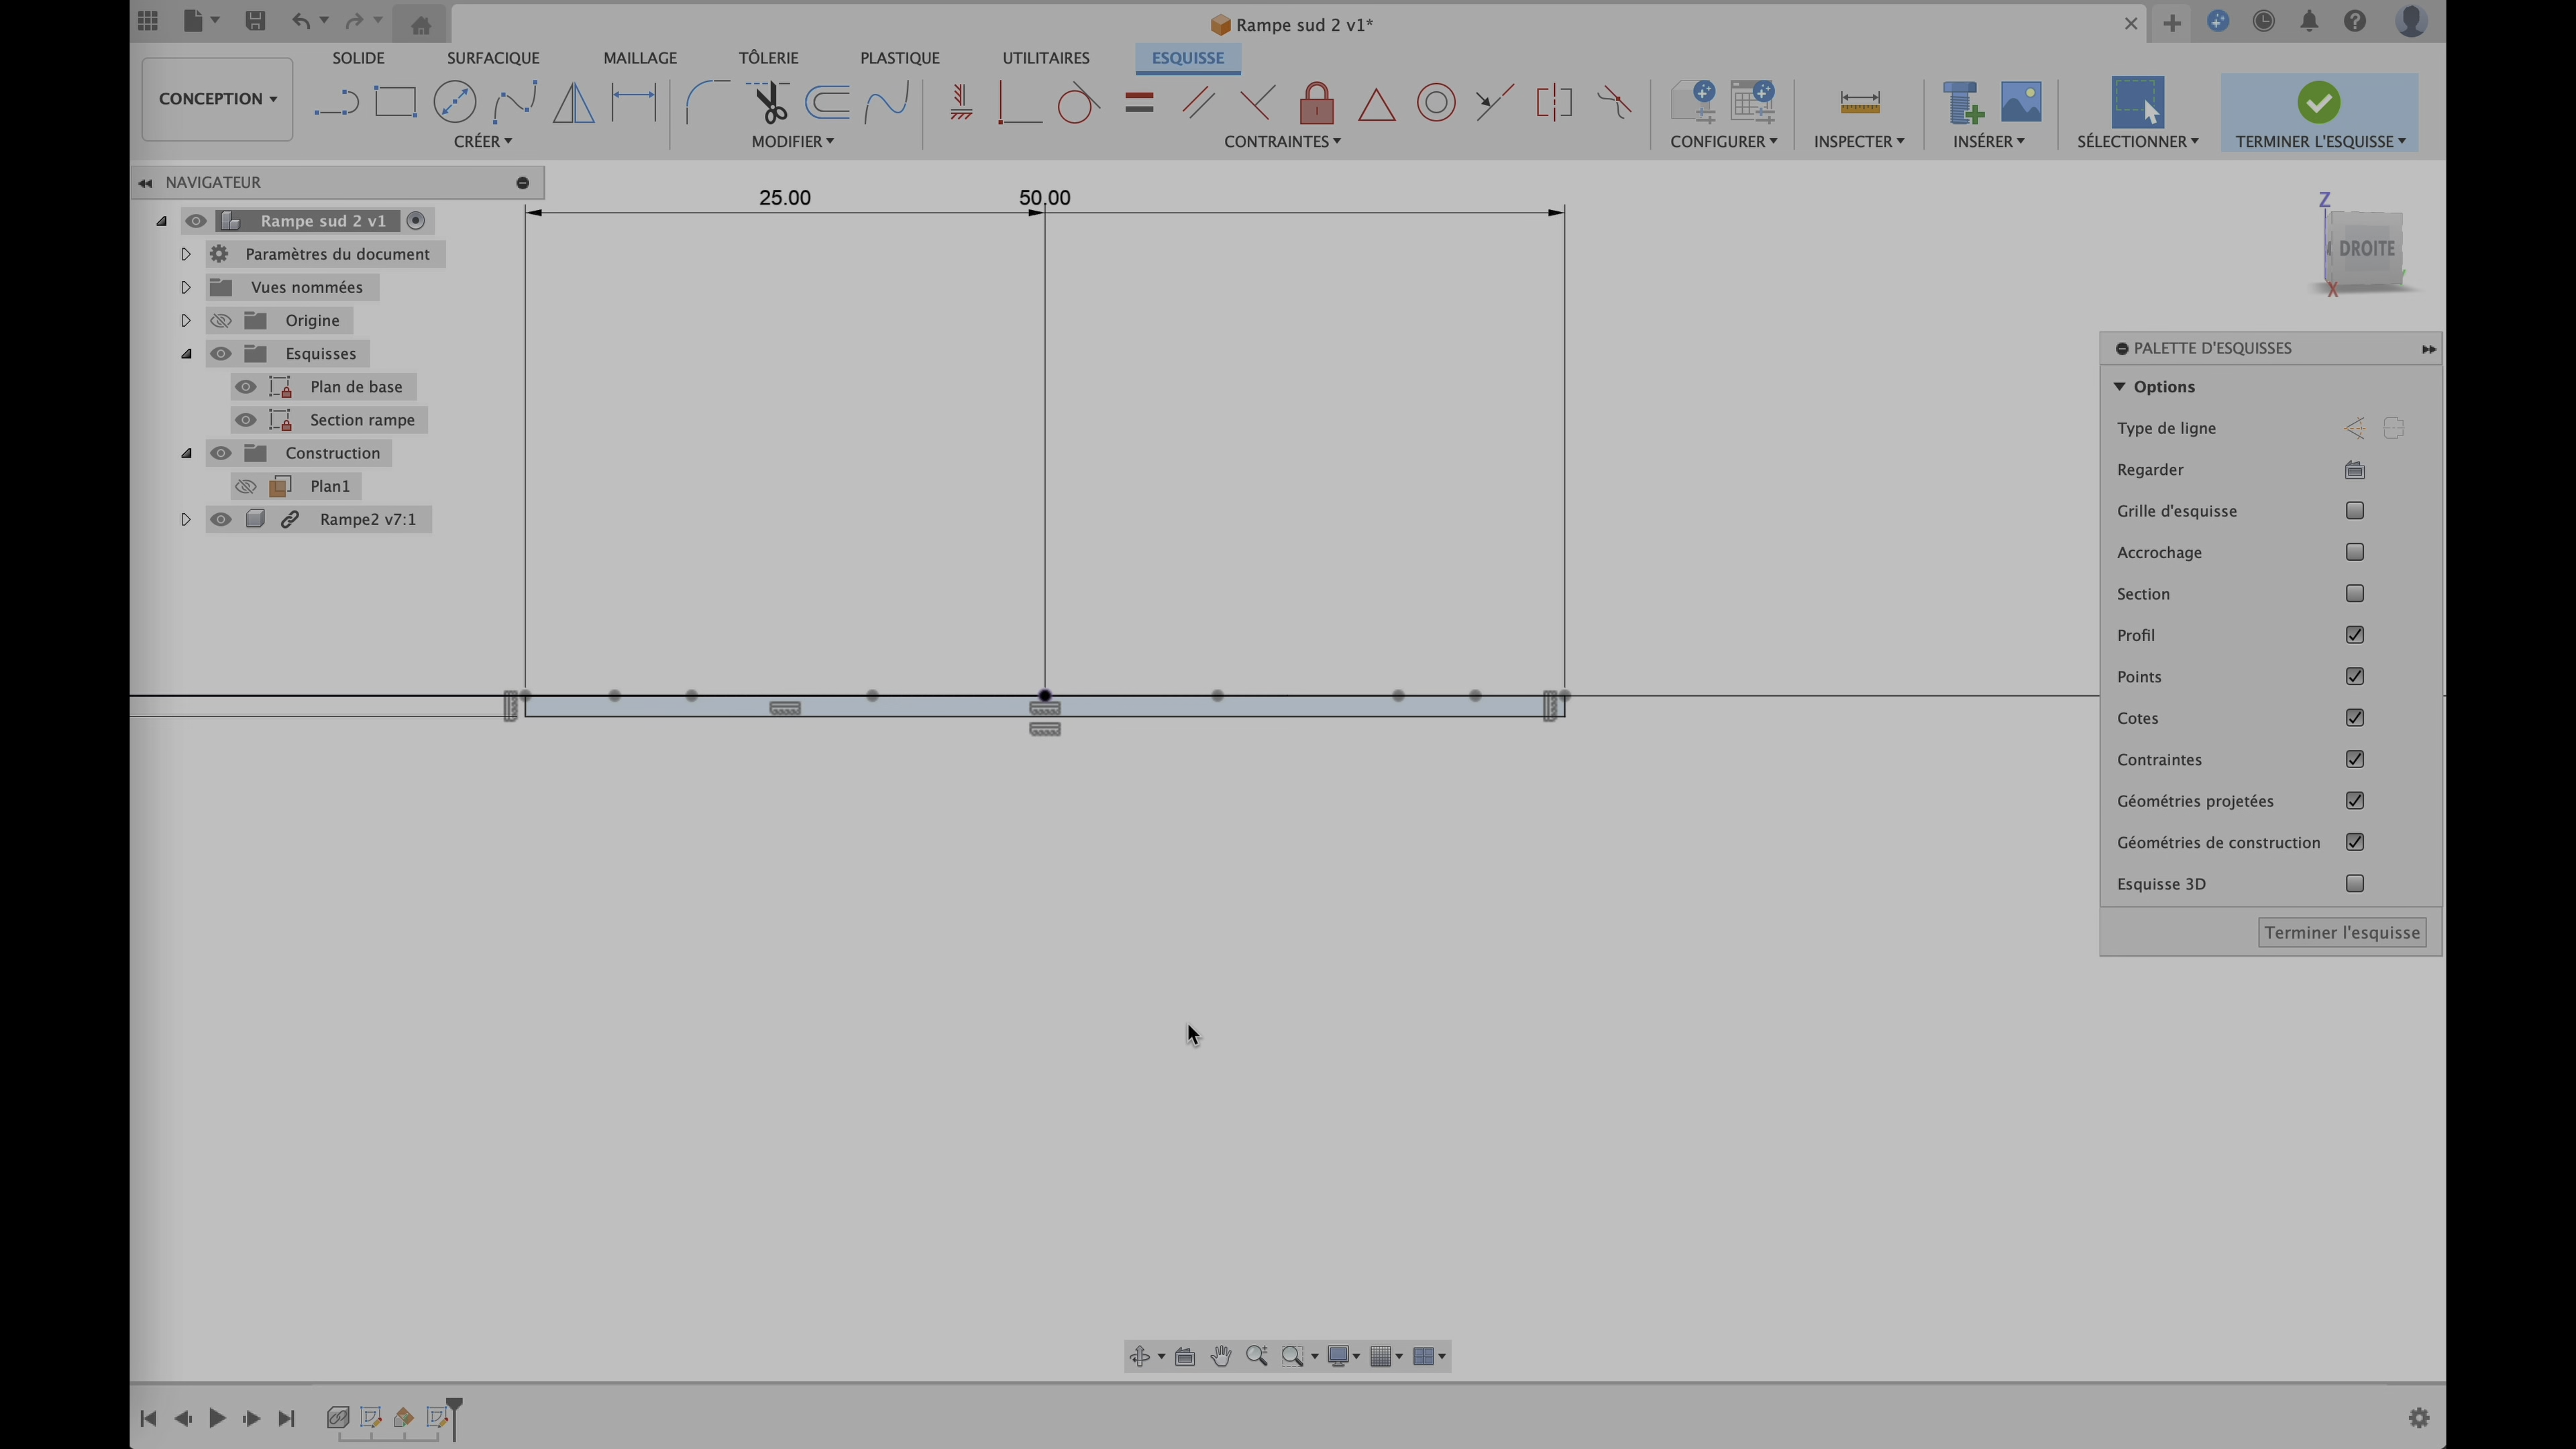 Rampe sud 2 v1*
SOLIDE SURFACIQUE MAILLAGE TÔLERIE PLASTIQUE UTILITAIRES ESQUISSE
CONCEPTION
CRÉER MODIFIER CONTRAINTES CONFIGURER INSPECTER INSÉRER SÉLECTIONNER TERMINER L'ESQUISSE
NAVIGATEUR
25.00 50.00
Rampe sud 2 v1
Paramètres du document
Vues nommées
Origine
Esquisses
Plan de base
Section rampe
Construction
Plan1
Rampe2 v7:1
Z
DROITE
X
PALETTE D'ESQUISSES
Options
Type de ligne
Regarder
Grille d'esquisse
Accrochage
Section
Profil
Points
Cotes
Contraintes
Géométries projetées
Géométries de construction
Esquisse 3D
Terminer l'esquisse